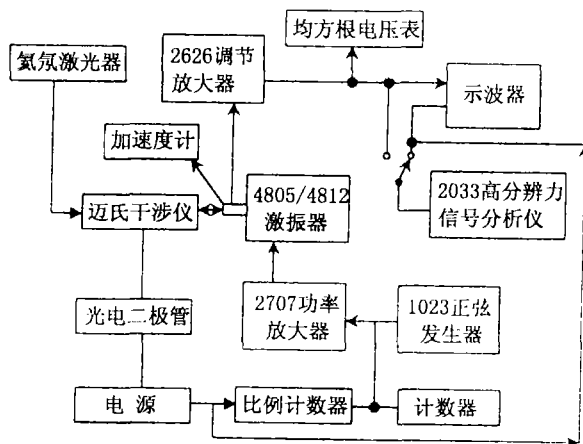 均方根电压表
氦氖激光器
2626调节
放大器
示波器
加速度计
4805/4812
激振器
2033高分辨力
信号分析仪
迈氏干涉仪
光电二极管
2707功率
放大器
1023正弦
发生器
电源
比例计数器
计数器